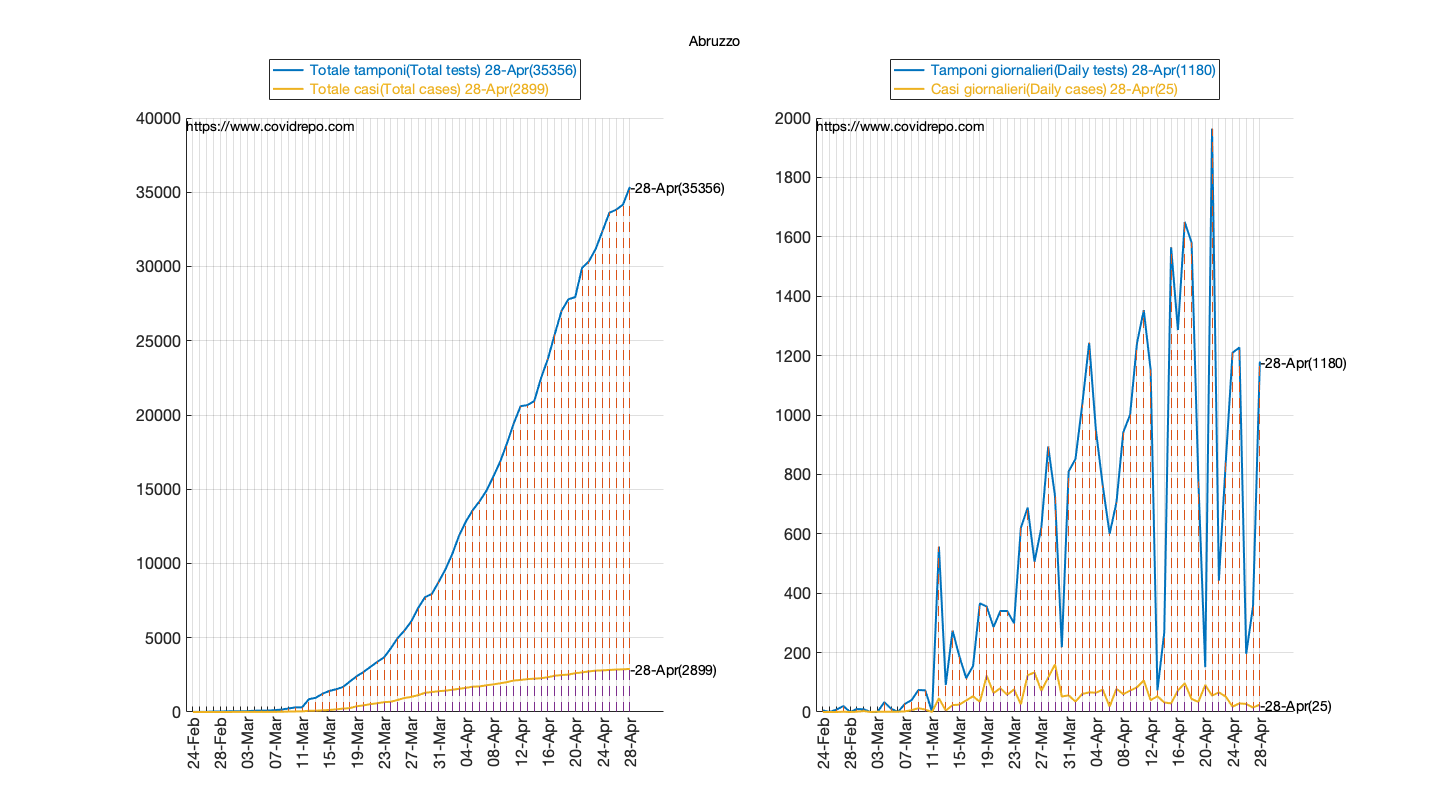 Abruzzo
Totale tamponi(Total tests) 28-Apr(35356)
Totale casi(Total cases) 28-Apr(2899)
https://www.covidrepo.com
40000
35000
30000
25000
20000
15000
10000
5000
0
-28-Apr(35356)
-28-Apr(2899)
24-Feb
28-Feb
03-Mar
07-Mar
11-Mar
15-Mar
19-Mar
23-Mar
27-Mar
31-Mar
04-Apr
08-Apr
12-Apr
16-Apr
20-Apr
24-Apr
28-Apr
Tamponi giornalieri(Daily tests) 28-Apr(1180)
Casi giornalieri(Daily cases) 28-Apr(25)
https://www.covidrepo.com
2000
1800
1600
1400
1200
1000
800
600
400
200
0
-28-Apr(1180)
-28-Apr(25)
24-Feb
28-Feb
03-Mar
07-Mar
11-Mar
15-Mar
19-Mar
23-Mar
27-Mar
31-Mar
04-Apr
08-Apr
12-Apr
16-Apr
20-Apr
24-Apr
28-Apr